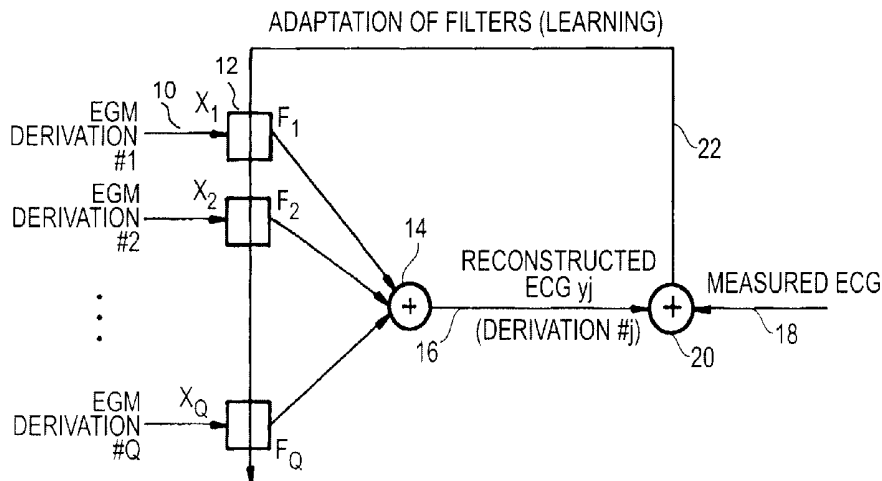 ADAPTATION OF FILTERS (LEARNING)
12
10
X1
F1
EGM
DERIVATION
#1
22
X2
F2
EGM
DERIVATION
#2
14
+
RECONSTRUCTED
ECG yj
16
(DERIVATION #j)
+
20
MEASURED ECG
18
XQ
FQ
EGM
DERIVATION
#Q